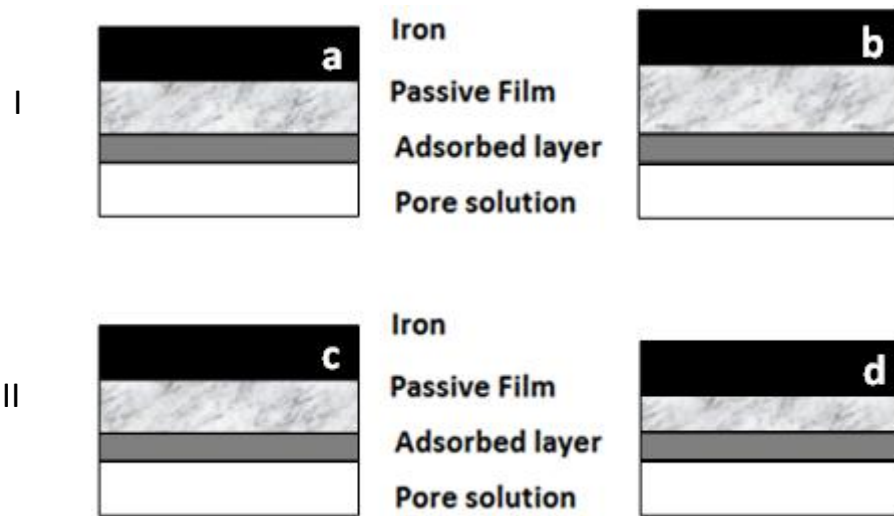 Iron
a
b
I
Passive Film
Adsorbed layer
Pore solution
Iron
c
d
II
Passive Film
Adsorbed layer
Pore solution